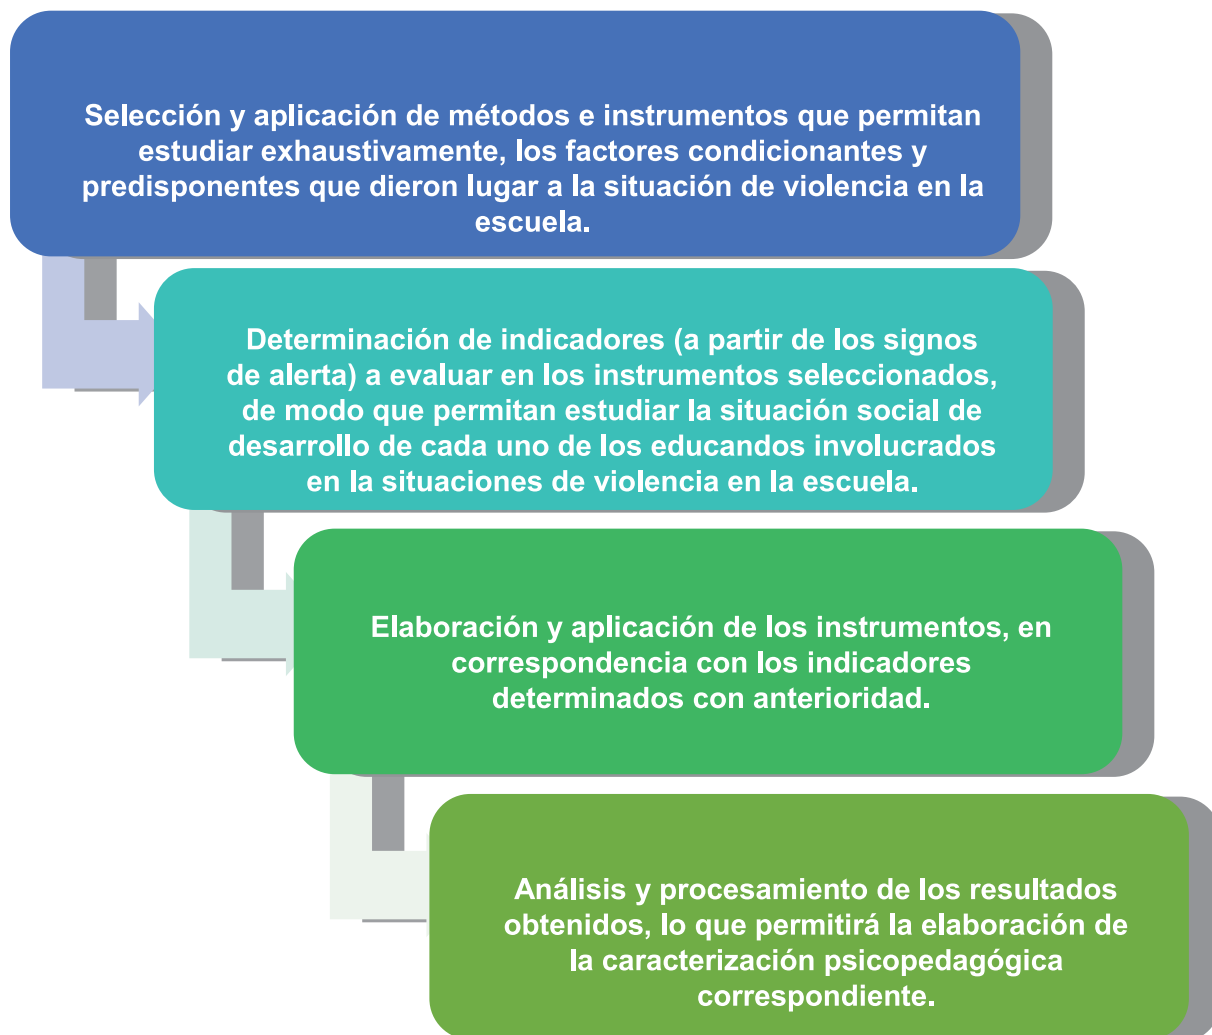 Selección y aplicación de métodos e instrumentos que permitan
estudiar exhaustivamente, los factores condicionantes y
predisponentes que dieron lugar a la situación de violencia en la
escuela.
Determinación de indicadores (a partir de los signos
de alerta) a evaluar en los instrumentos seleccionados,
de modo que permitan estudiar la situación social de
desarrollo de cada uno de los educandos involucrados
en la situaciones de violencia en la escuela.
Elaboración y aplicación de los instrumentos, en
correspondencia con los indicadores
determinados con anterioridad.
Análisis y procesamiento de los resultados
obtenidos, lo que permitirá la elaboración de
la caracterización psicopedagógica
correspondiente.